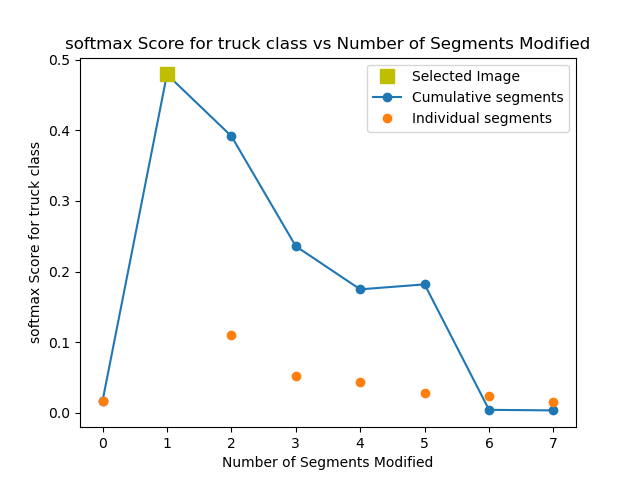 softmax Score for truck class vs Number of Segments Modified
0.5
0.4
0.3
0.2
0.1
0.0
softmax Score for truck class
Selected Image
Cumulative segments
Individual segments
0 1 2 3 4 5 6 7
Number of Segments Modified